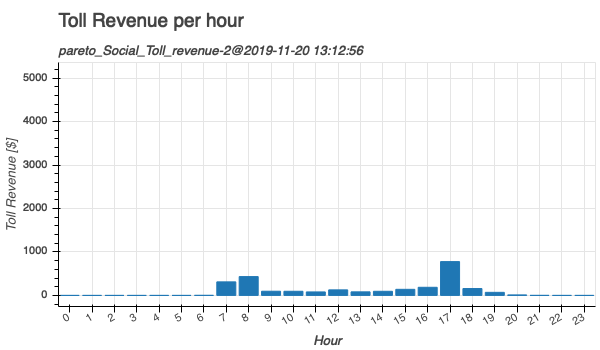 Toll Revenue per hour
pareto_Social_Toll_revenue-2@2019-11-20 13:12:56
5000
4000
3000
2000
1000
0
Toll Revenue [$]
0 1 2 3 4 5 6 7 8 9 10 11 12 13 14 15 16 17 18 19 20 21 22 23
Hour